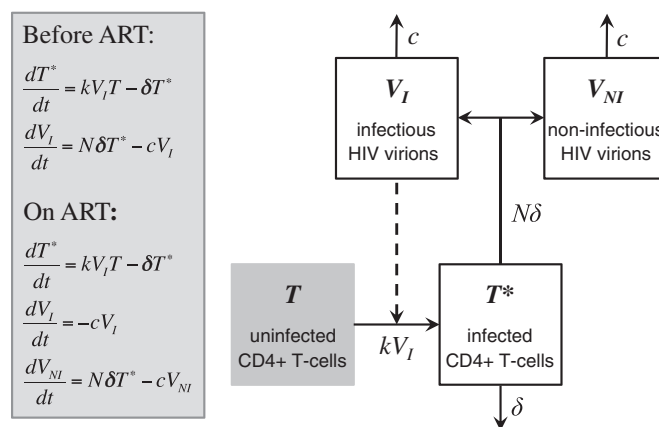 Before ART:
dT*/dt = kV_I T − δT*
dV_I/dt = NδT* − cV_I
On ART:
dT*/dt = kV_I T − δT*
dV_I/dt = −cV_I
dV_NI/dt = NδT* − cV_NI
c
c
V_I
infectious
HIV virions
V_NI
non-infectious
HIV virions
Nδ
T
uninfected
CD4+ T-cells
kV_I
T*
infected
CD4+ T-cells
δ